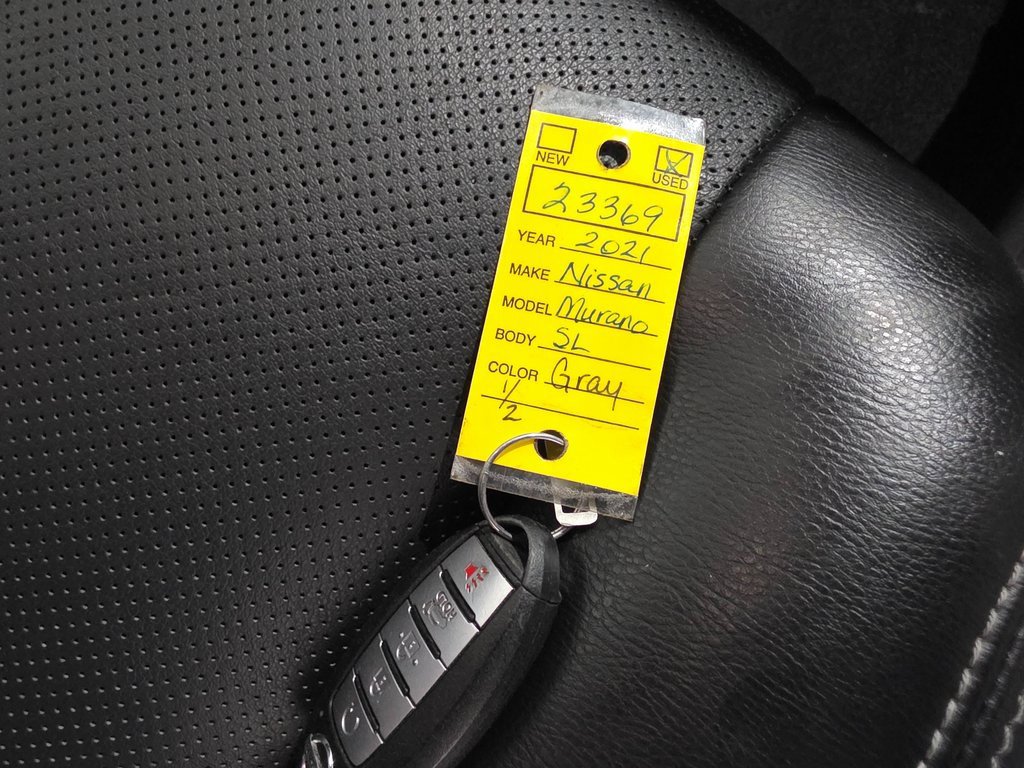 NEW USED
23369
YEAR 2021
MAKE Nissan
MODEL Murano
BODY SL
COLOR Gray
1/2